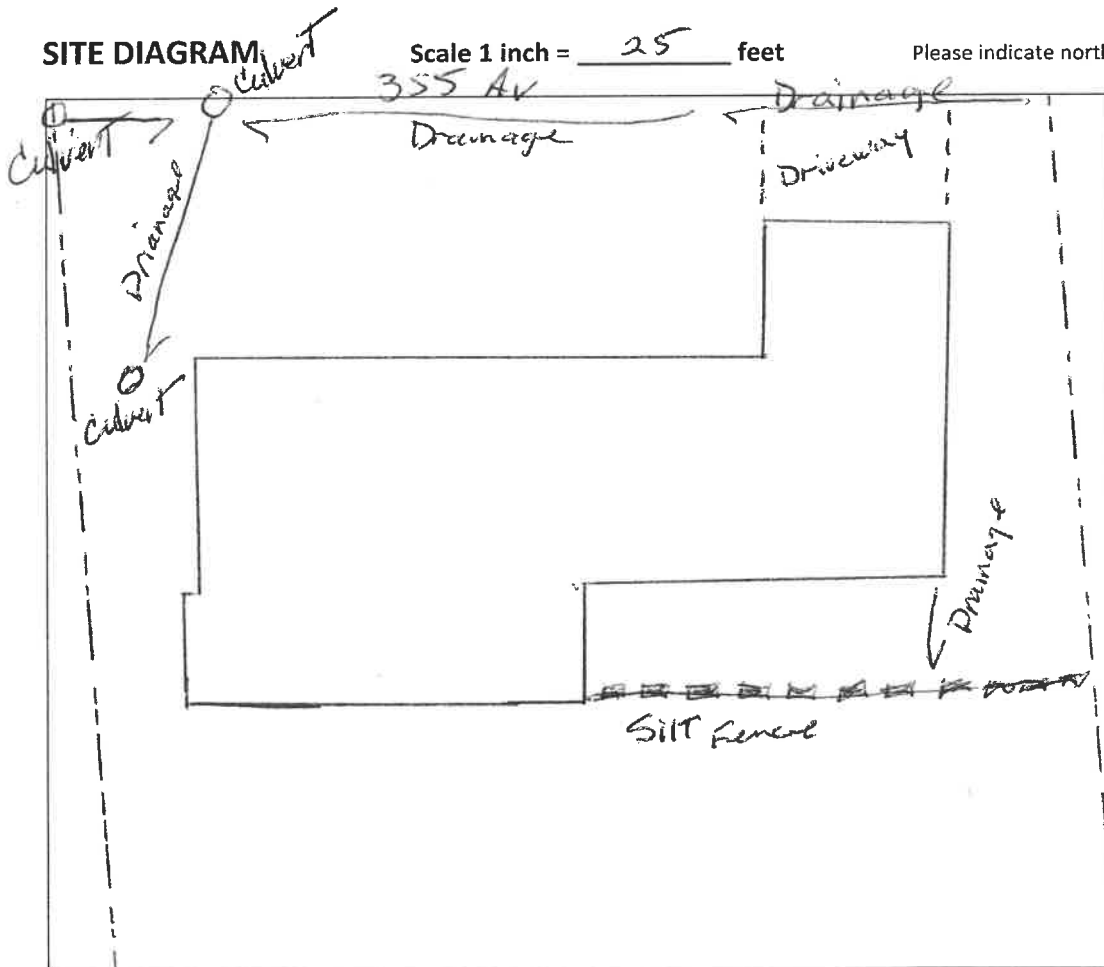 SITE DIAGRAM
Scale 1 inch = 25 feet
Please indicate north
Culvert
355 Av
Drainage
Drainage
Culvert
Driveway
Drainage
Culvert
Drainage
Silt Fence